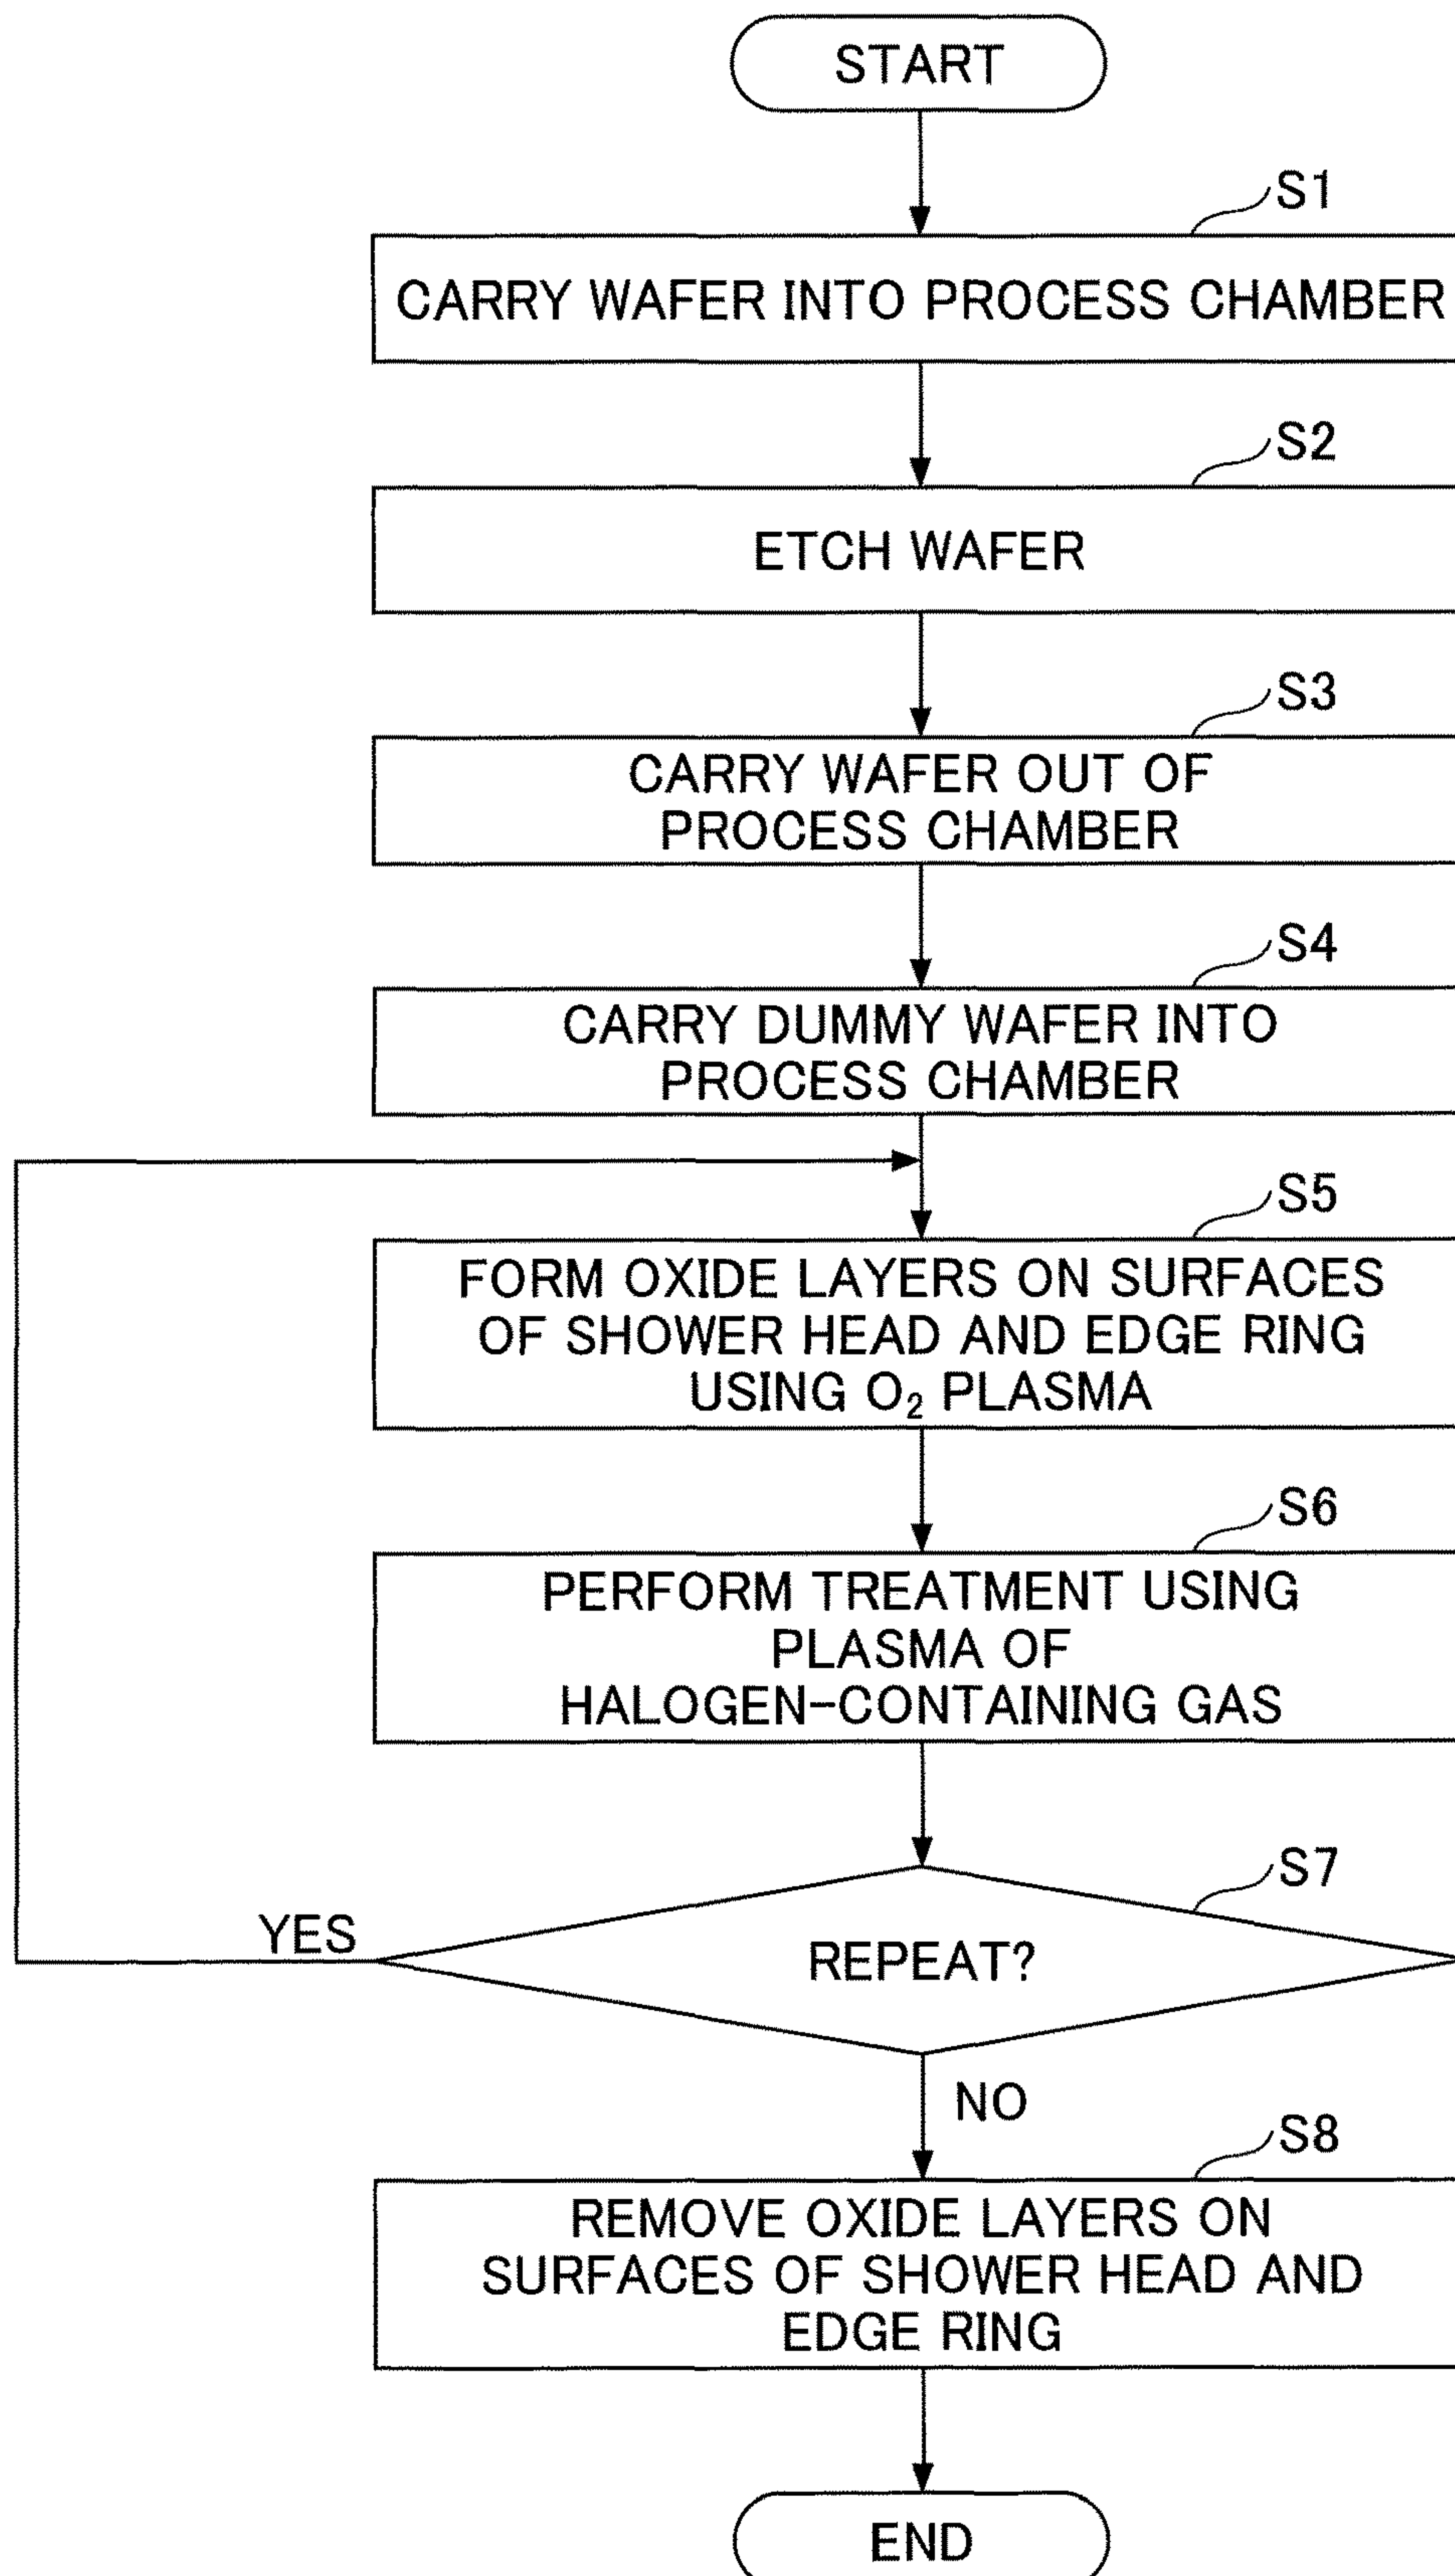 START
S1
CARRY WAFER INTO PROCESS CHAMBER
S2
ETCH WAFER
S3
CARRY WAFER OUT OF
PROCESS CHAMBER
S4
CARRY DUMMY WAFER INTO
PROCESS CHAMBER
S5
FORM OXIDE LAYERS ON SURFACES
OF SHOWER HEAD AND EDGE RING
USING O₂ PLASMA
S6
PERFORM TREATMENT USING
PLASMA OF
HALOGEN-CONTAINING GAS
S7
YES
REPEAT?
NO
S8
REMOVE OXIDE LAYERS ON
SURFACES OF SHOWER HEAD AND
EDGE RING
END